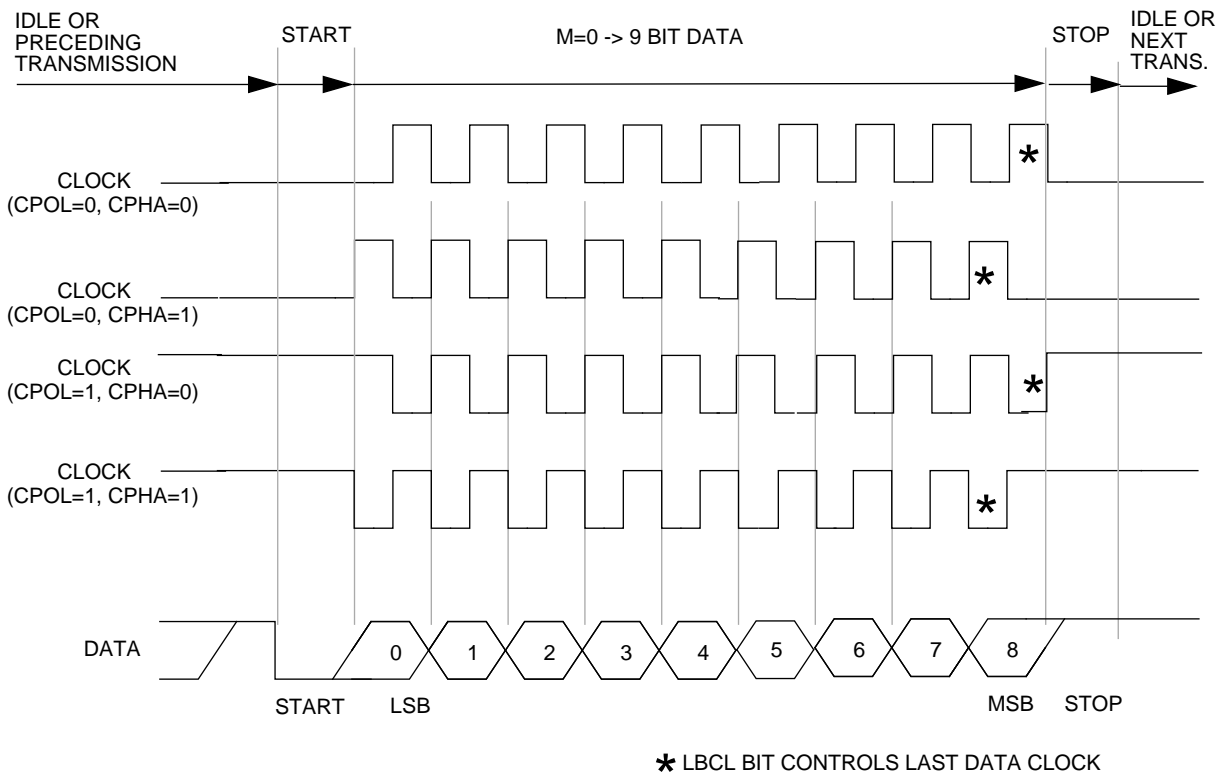 IDLE OR
PRECEDING
TRANSMISSION
START
M=0 -> 9 BIT DATA
STOP
IDLE OR
NEXT
TRANS.
*
CLOCK
(CPOL=0, CPHA=0)
*
CLOCK
(CPOL=0, CPHA=1)
CLOCK
(CPOL=1, CPHA=0)
*
CLOCK
(CPOL=1, CPHA=1)
*
DATA
0 1 2 3 4 5 6 7 8
START LSB MSB STOP
* LBCL BIT CONTROLS LAST DATA CLOCK